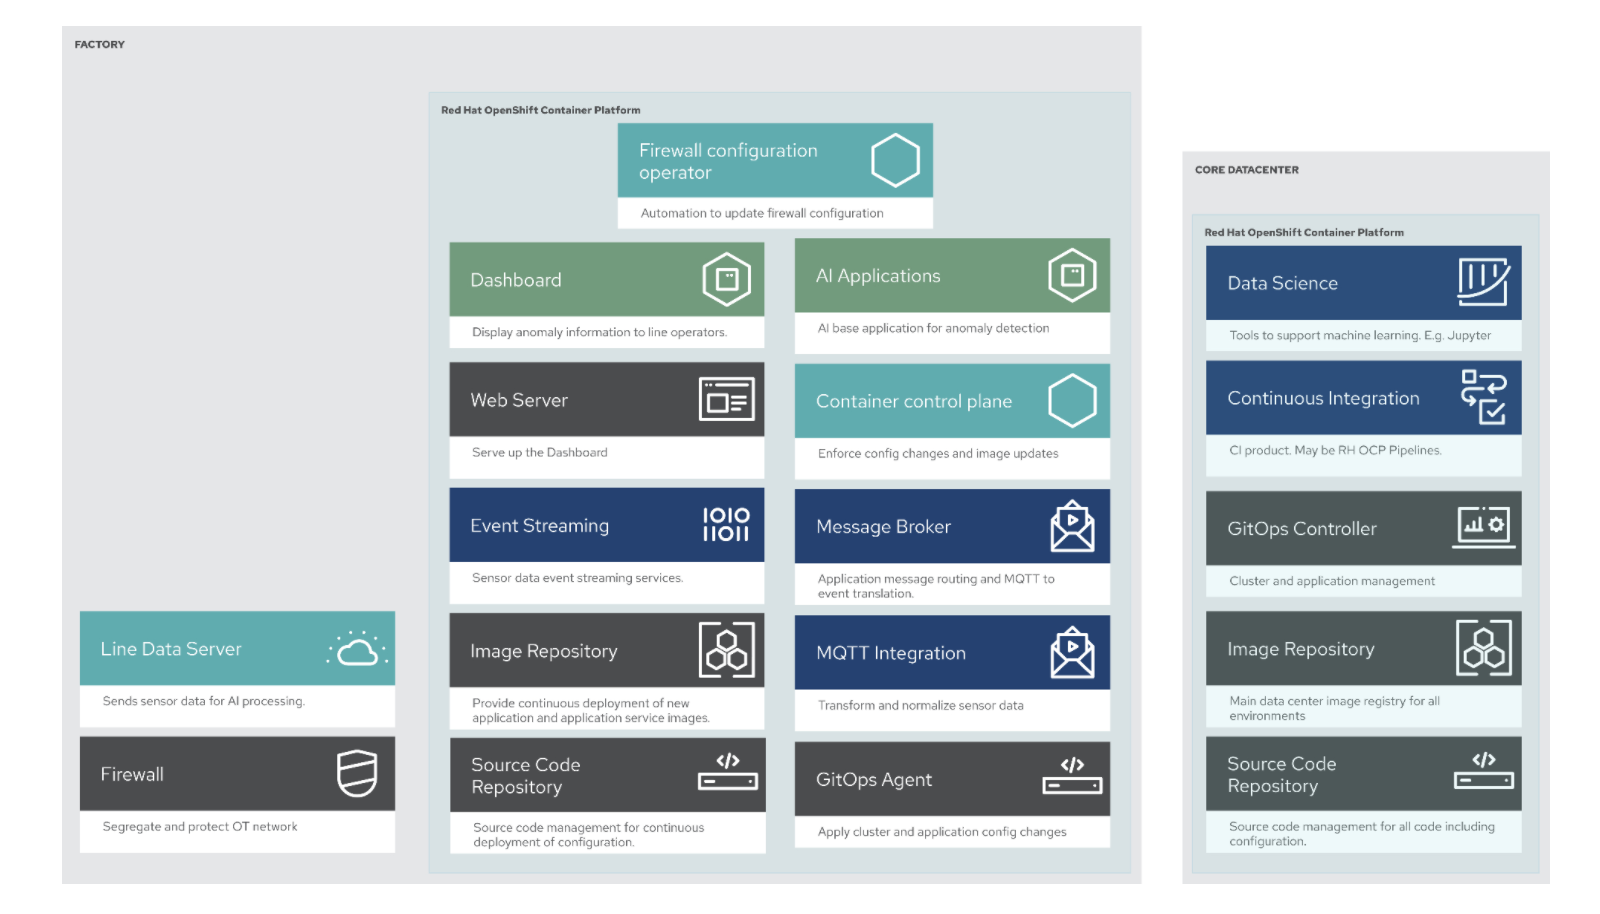 FACTORY
Red Hat OpenShift Container Platform
Firewall configuration
operator
Automation to update firewall configuration
Dashboard
Display anomaly information to line operators.
AI Applications
AI base application for anomaly detection
Web Server
Serve up the Dashboard
Container control plane
Enforce config changes and image updates
Event Streaming
1010
11011
Sensor data event streaming services.
Message Broker
Application message routing and MQTT to
event translation.
Line Data Server
Sends sensor data for AI processing.
Image Repository
Provide continuous deployment of new
application and application service images.
MQTT Integration
Transform and normalize sensor data
Firewall
Segregate and protect OT network
Source Code
Repository
</>
Source code management for continuous
deployment of configuration.
GitOps Agent
</>
Apply cluster and application config changes
CORE DATACENTER
Red Hat OpenShift Container Platform
Data Science
Tools to support machine learning. E.g. Jupyter
Continuous Integration
CI product. May be RH OCP Pipelines.
GitOps Controller
Cluster and application management
Image Repository
Main data center image registry for all
environments
Source Code
Repository
</>
Source code management for all code including
configuration.